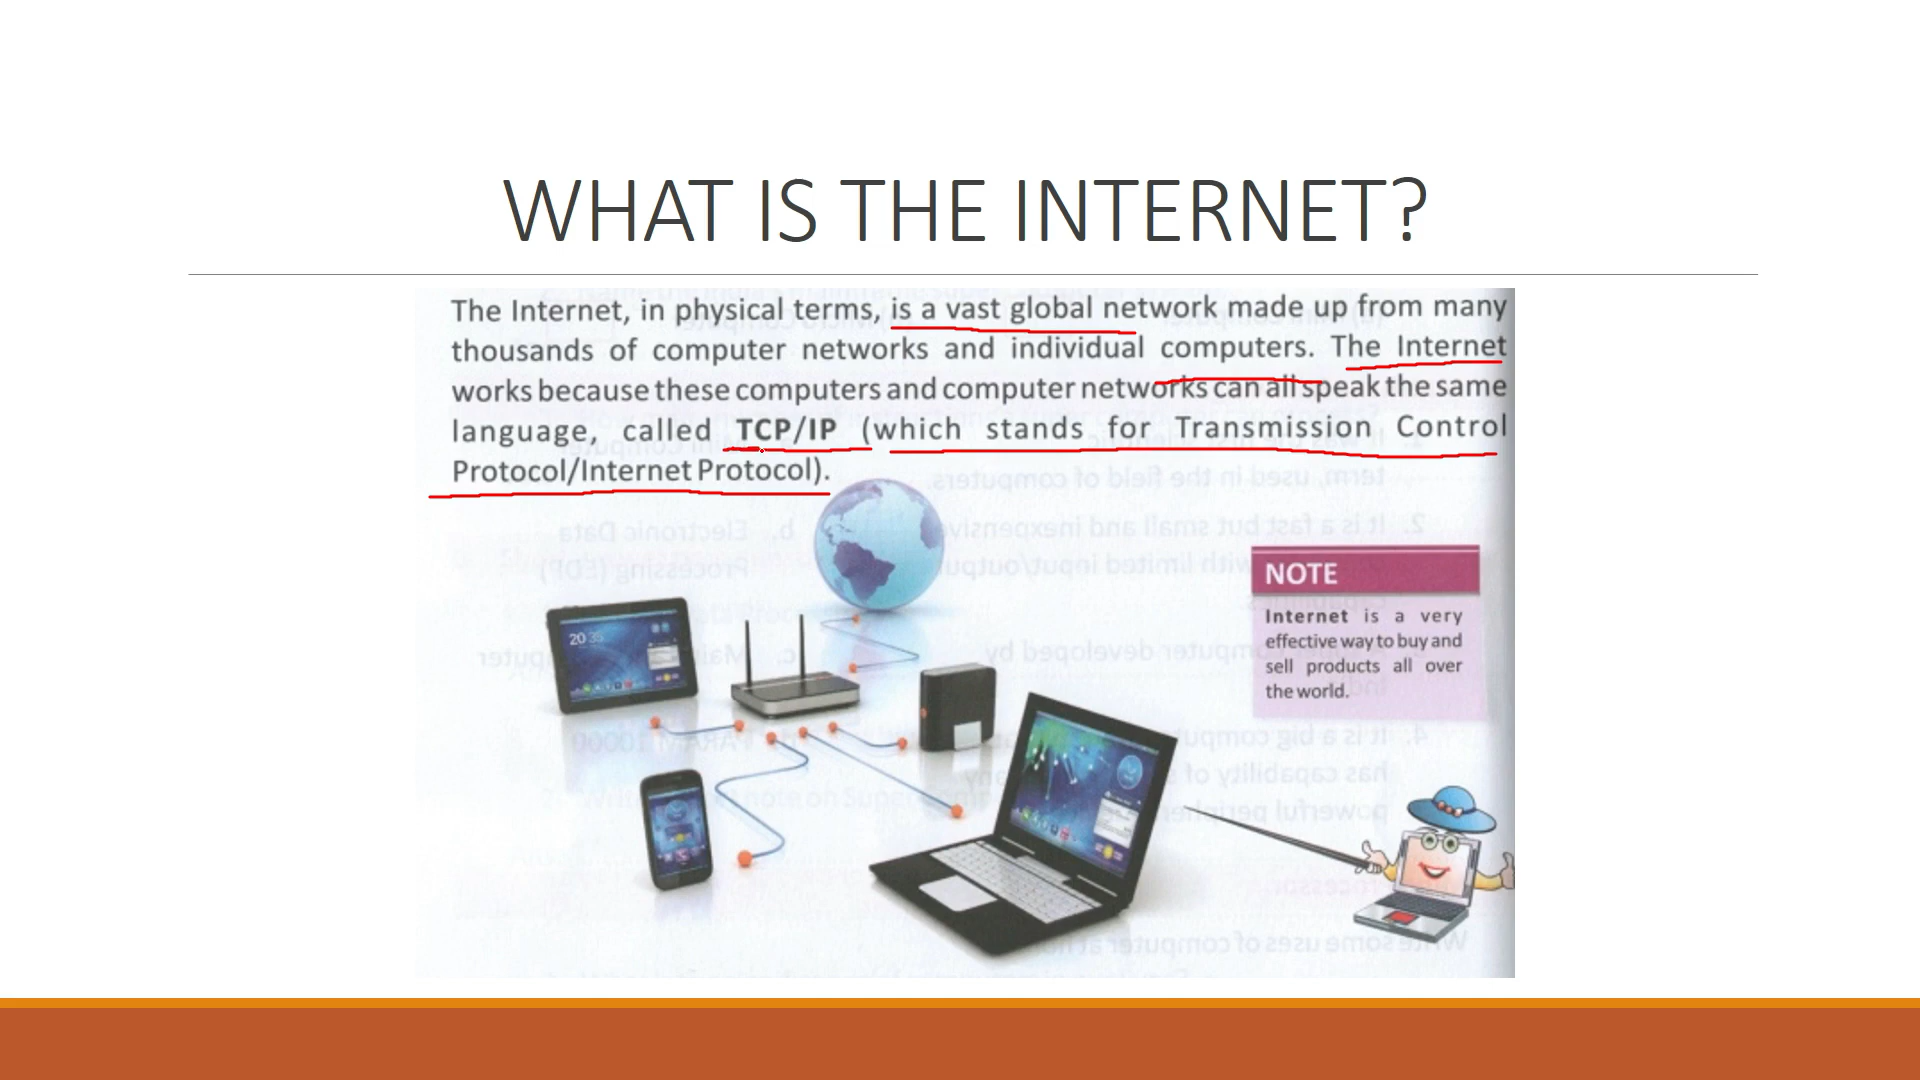 WHAT IS THE INTERNET?
The Internet, in physical terms, is a vast global network made up from many
thousands of computer networks and individual computers. The Internet
works because these computers and computer networks can all speak the same
language, called TCP/IP (which stands for Transmission Control
Protocol/Internet Protocol).
NOTE
Internet is a very
effective way to buy and
sell products all over
the world.
20:35